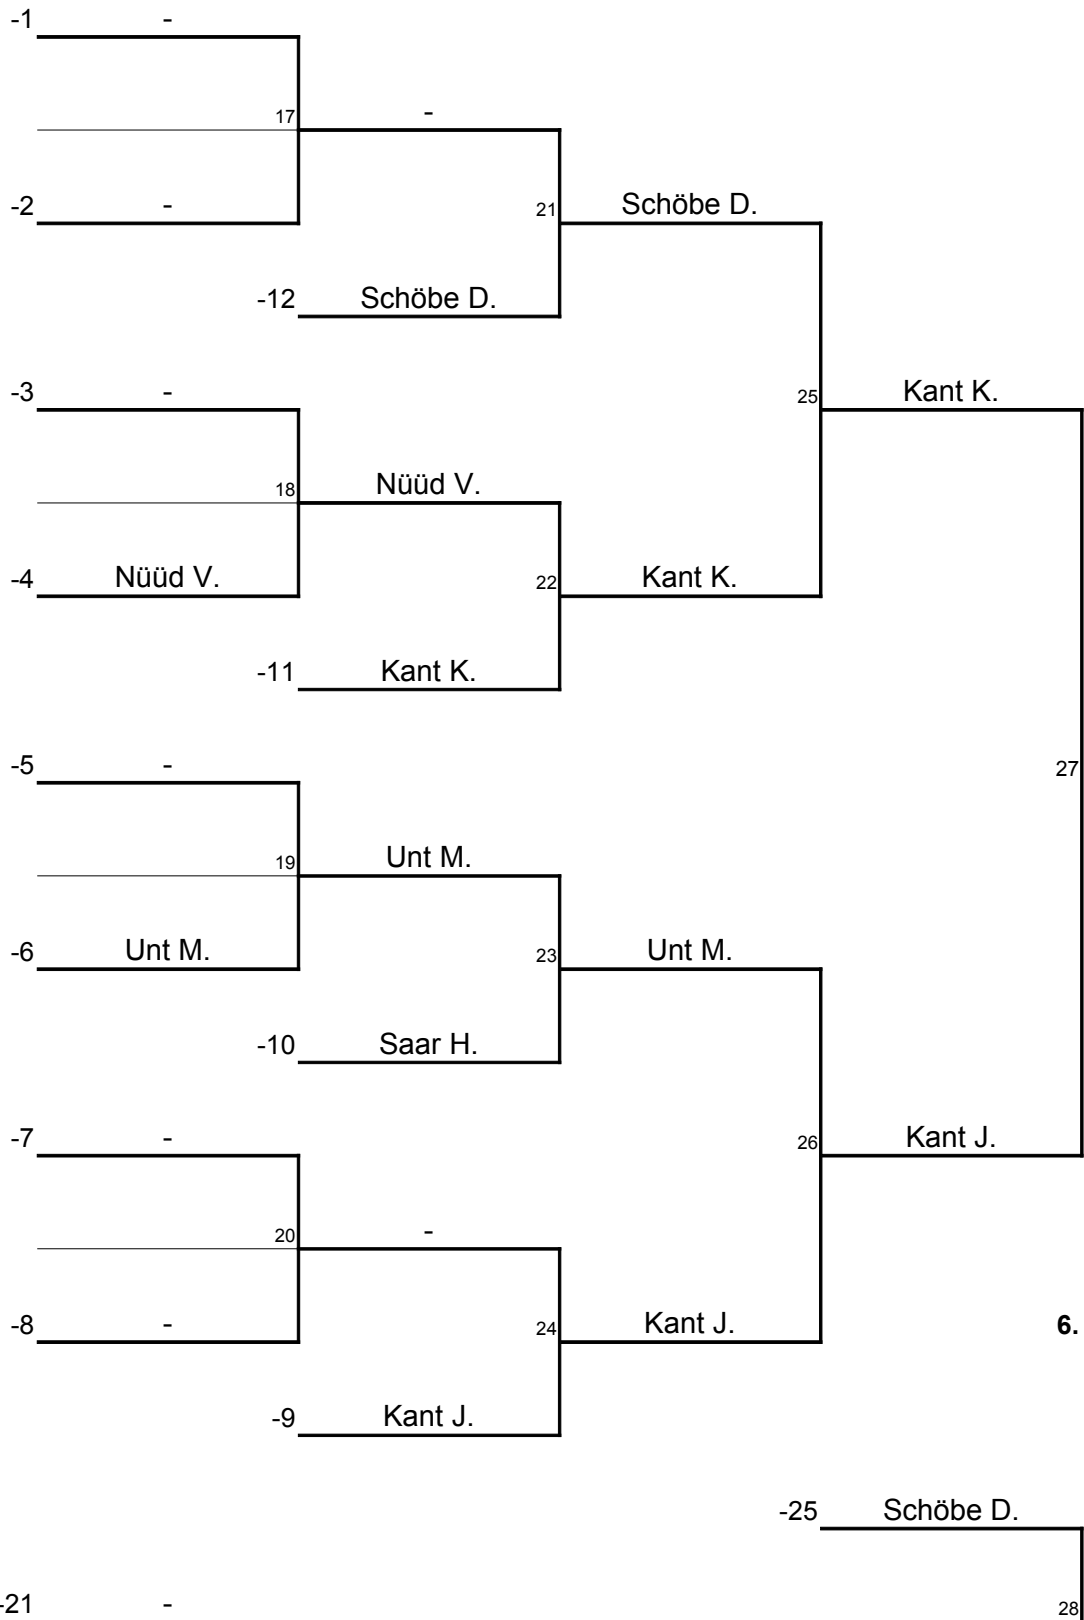 -1 -
17 -
-2 -
21 Schöbe D.
-12 Schöbe D.
-3 -
25 Kant K.
18 Nüüd V.
-4 Nüüd V.
22 Kant K.
-11 Kant K.
-5 -
27
19 Unt M.
-6 Unt M.
23 Unt M.
-10 Saar H.
-7 -
26 Kant J.
20 -
-8 -
24 Kant J.
6.
-9 Kant J.
-25 Schöbe D.
-21 -
28